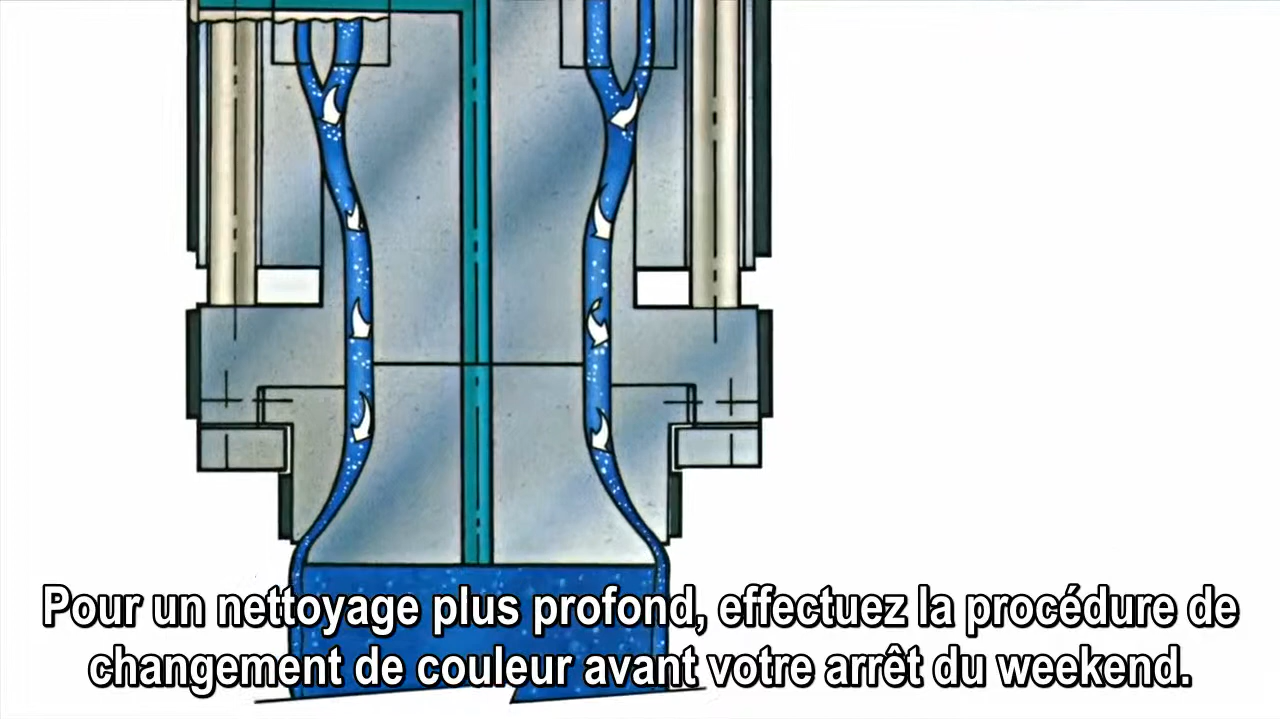 Pour un nettoyage plus profond, effectuez la procédure de
changement de couleur avant votre arrêt du weekend.